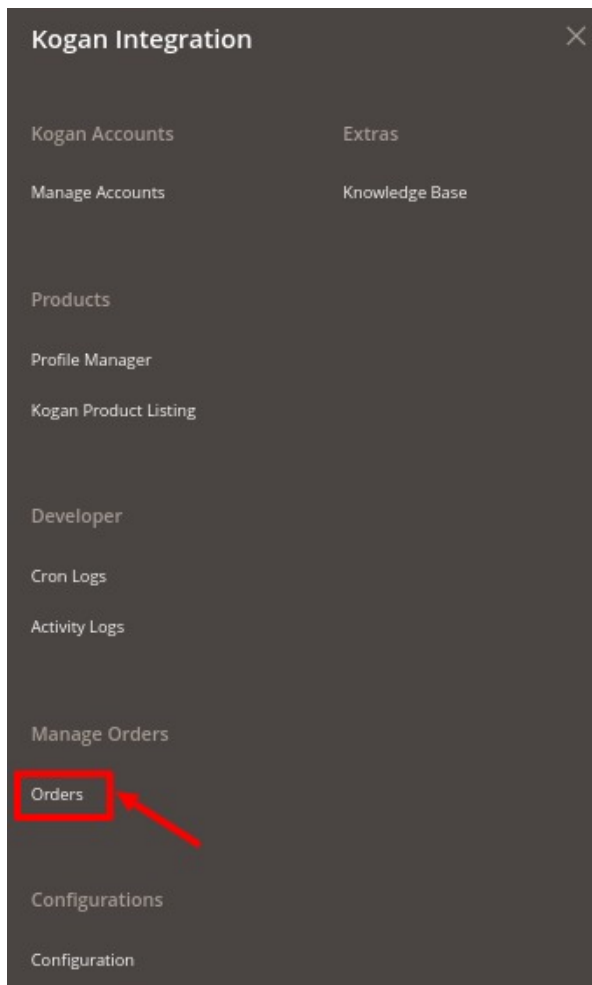 Kogan Integration
Kogan Accounts
Manage Accounts
Extras
Knowledge Base
Products
Profile Manager
Kogan Product Listing
Developer
Cron Logs
Activity Logs
Manage Orders
Orders
Configurations
Configuration